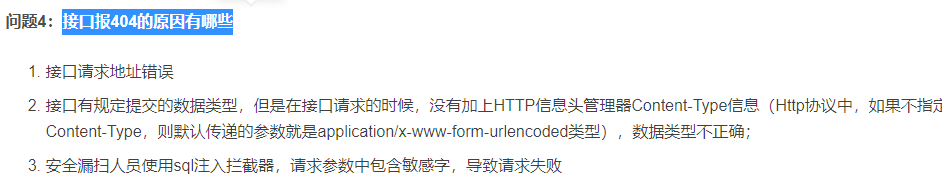 问题4：接口报404的原因有哪些
1. 接口请求地址错误
2. 接口有规定提交的数据类型，但是在接口请求的时候，没有加上HTTP信息头管理器Content-Type信息（Http协议中，如果不指定
Content-Type，则默认传递的参数就是application/x-www-form-urlencoded类型），数据类型不正确；
3. 安全漏扫人员使用sql注入拦截器，请求参数中包含敏感字，导致请求失败